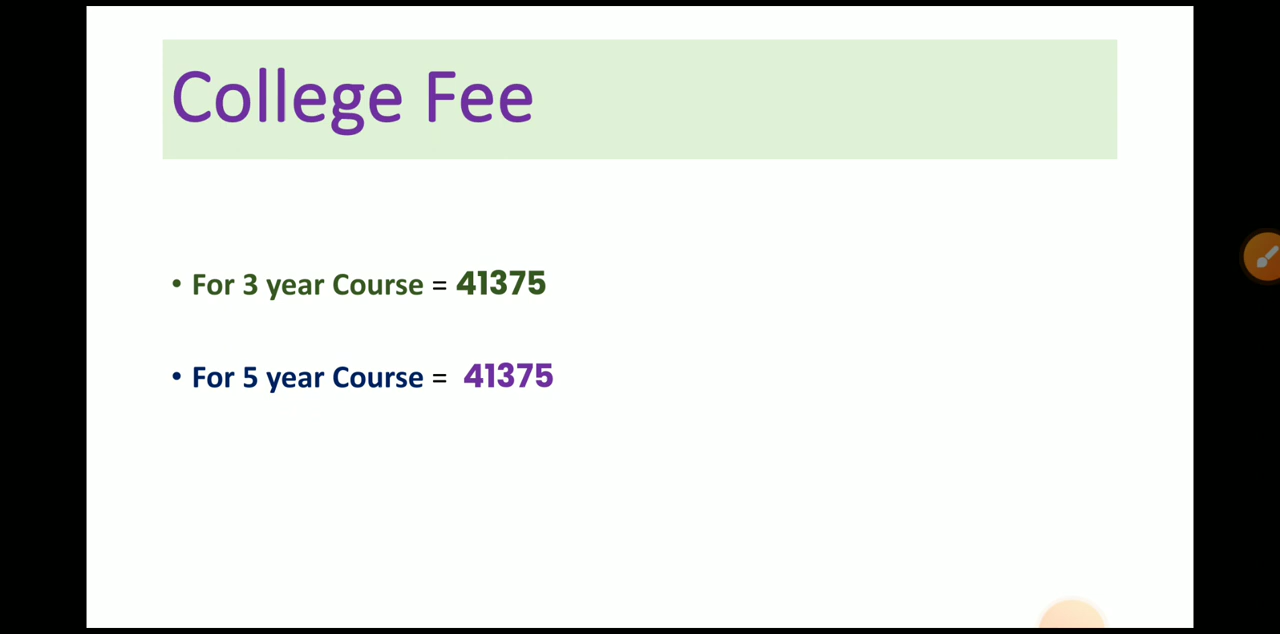 College Fee
• For 3 year Course = 41375
• For 5 year Course = 41375